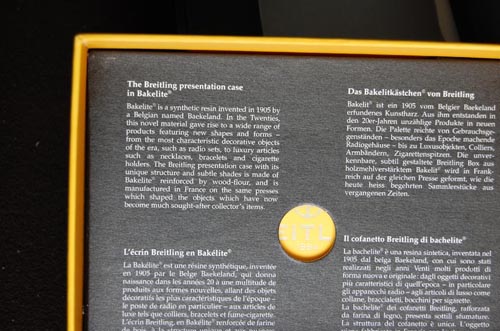 The Breitling presentation case
in Bakelite®
Bakelite® is a synthetic resin invented in 1905 by
a Belgian named Baekeland. In the Twenties,
this novel material gave rise to a wide range of
products featuring new shapes and forms –
from the most characteristic decorative objects
of the era, such as radio sets, to luxury articles
such as necklaces, bracelets and cigarette
holders. The Breitling presentation case with its
unique structure and subtle shades is made of
Bakelite® reinforced by wood-flour, and is
manufactured in France on the same presses
which shaped the objects which have now
become much sought-after collector's items.
Das Bakelitkästchen® von Breitling
Bakelit® ist ein 1905 vom Belgier Baekeland
erfundenes Kunstharz. Aus ihm entstanden in
den 20er-Jahren unzählige Produkte in neuen
Formen. Die Palette reichte von Gebrauchsge-
genständen – besonders das Epoche machende
Radiogehäuse – bis zu Luxusobjekten, Colliers,
Armbändern, Zigarettenspitzen. Die unver-
kennbare, subtil gestaltete Breitling Box aus
holzmehlverstärktem Bakelit® wird in Frank-
reich auf der gleichen Presse geformt, wie die
heute heiss begehrten Sammlerstücke aus
vergangenen Zeiten.
EITL
L'écrin Breitling en Bakélite®
La Bakélite® est une résine synthétique, inventée
en 1905 par le Belge Baekeland, qui donna
naissance dans les années 20 à une multitude de
produits aux formes nouvelles, allant des objets
décoratifs les plus caractéristiques de l'époque –
le poste de radio en particulier – aux articles de
luxe tels que colliers, bracelets et fume-cigarette.
L'écrin Breitling, en Bakélite® renforcée de farine
Il cofanetto Breitling di bachelite®
La bachelite® è una resina sintetica, inventata nel
1905 dal belga Baekeland, con cui sono stati
realizzati negli anni Venti molti prodotti di
forma nuova e originale: dagli oggetti decorativi
più caratteristici di quell'epoca – in particolare
gli apparecchi radio – agli articoli di lusso come
collane, braccialetti, bocchini per sigarette.
La bachelite® dei cofanetti Breitling, rafforzata
da farina di legno, presenta sottili sfumature.
La struttura del cofanetto è unica. L'oggetto